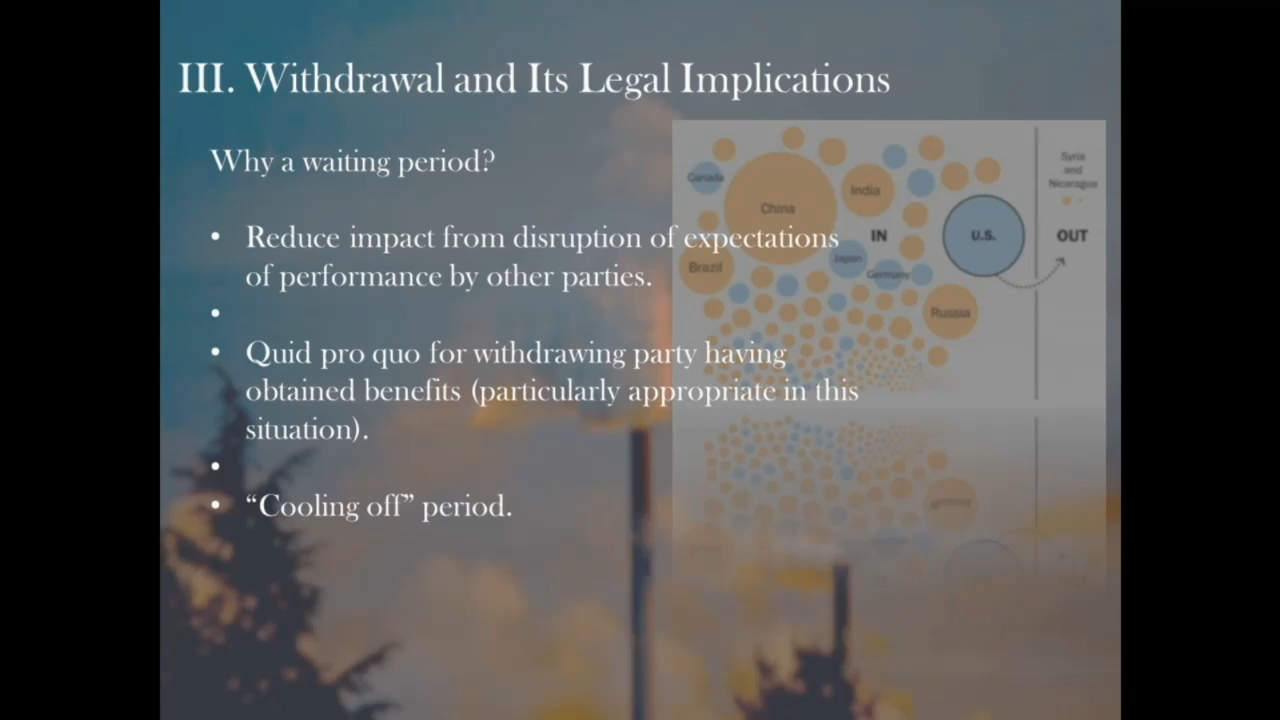 III. Withdrawal and Its Legal Implications
Why a waiting period?
• Reduce impact from disruption of expectations
of performance by other parties.
•
• Quid pro quo for withdrawing party having
obtained benefits (particularly appropriate in this
situation).
•
• “Cooling off” period.
Canada
China
India
Brazil
IN
Japan
Germany
Russia
U.S.
Syria
and
Nicaragua
OUT